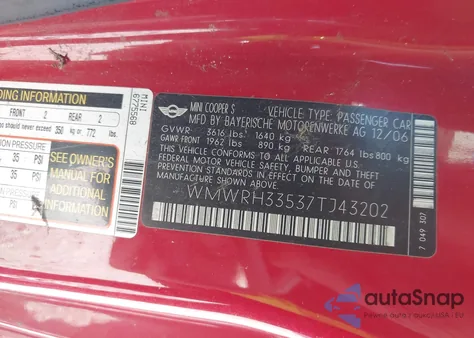 DING INFORMATION
FRONT 2 REAR 2
should never exceed 350 kg or 772 lbs.
35 PSI
35 PSI
35 PSI
SEE OWNER'S
MANUAL FOR
ADDITIONAL
INFORMATION
MINI
6775568
MINI COOPER S VEHICLE TYPE: PASSENGER CAR
MFD BY BAYERISCHE MOTORENWERKE AG 12/06
GVWR: 3616 lbs. 1640 kg
FRONT 1962 lbs 890 kg REAR 1764 lbs 800 kg
THIS VEHICLE CONFORMS TO ALL APPLICABLE
FEDERAL MOTOR VEHICLE SAFETY, BUMPER
AND THEFT PREVENTION STANDARDS IN
EFFECT ON THE DATE OF MANUFACTURE
SHOWN ABOVE.
WMWRH33537TJ43202
7 049 307
autoSnap